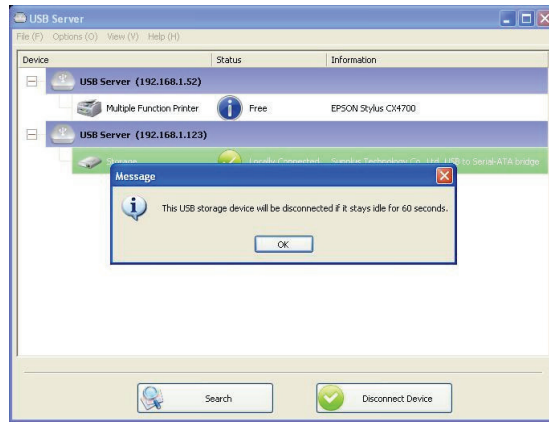 USB Server
File (F) Options (O) View (V) Help (H)
Device Status Information
USB Server (192.168.1.52)
Multiple Function Printer Free EPSON Stylus CX4700
USB Server (192.168.1.123)
Storage Locally Connected Sunplus Technology Co., Ltd. USB to Serial-ATA bridge
Message
This USB storage device will be disconnected if it stays idle for 60 seconds.
OK
Search Disconnect Device